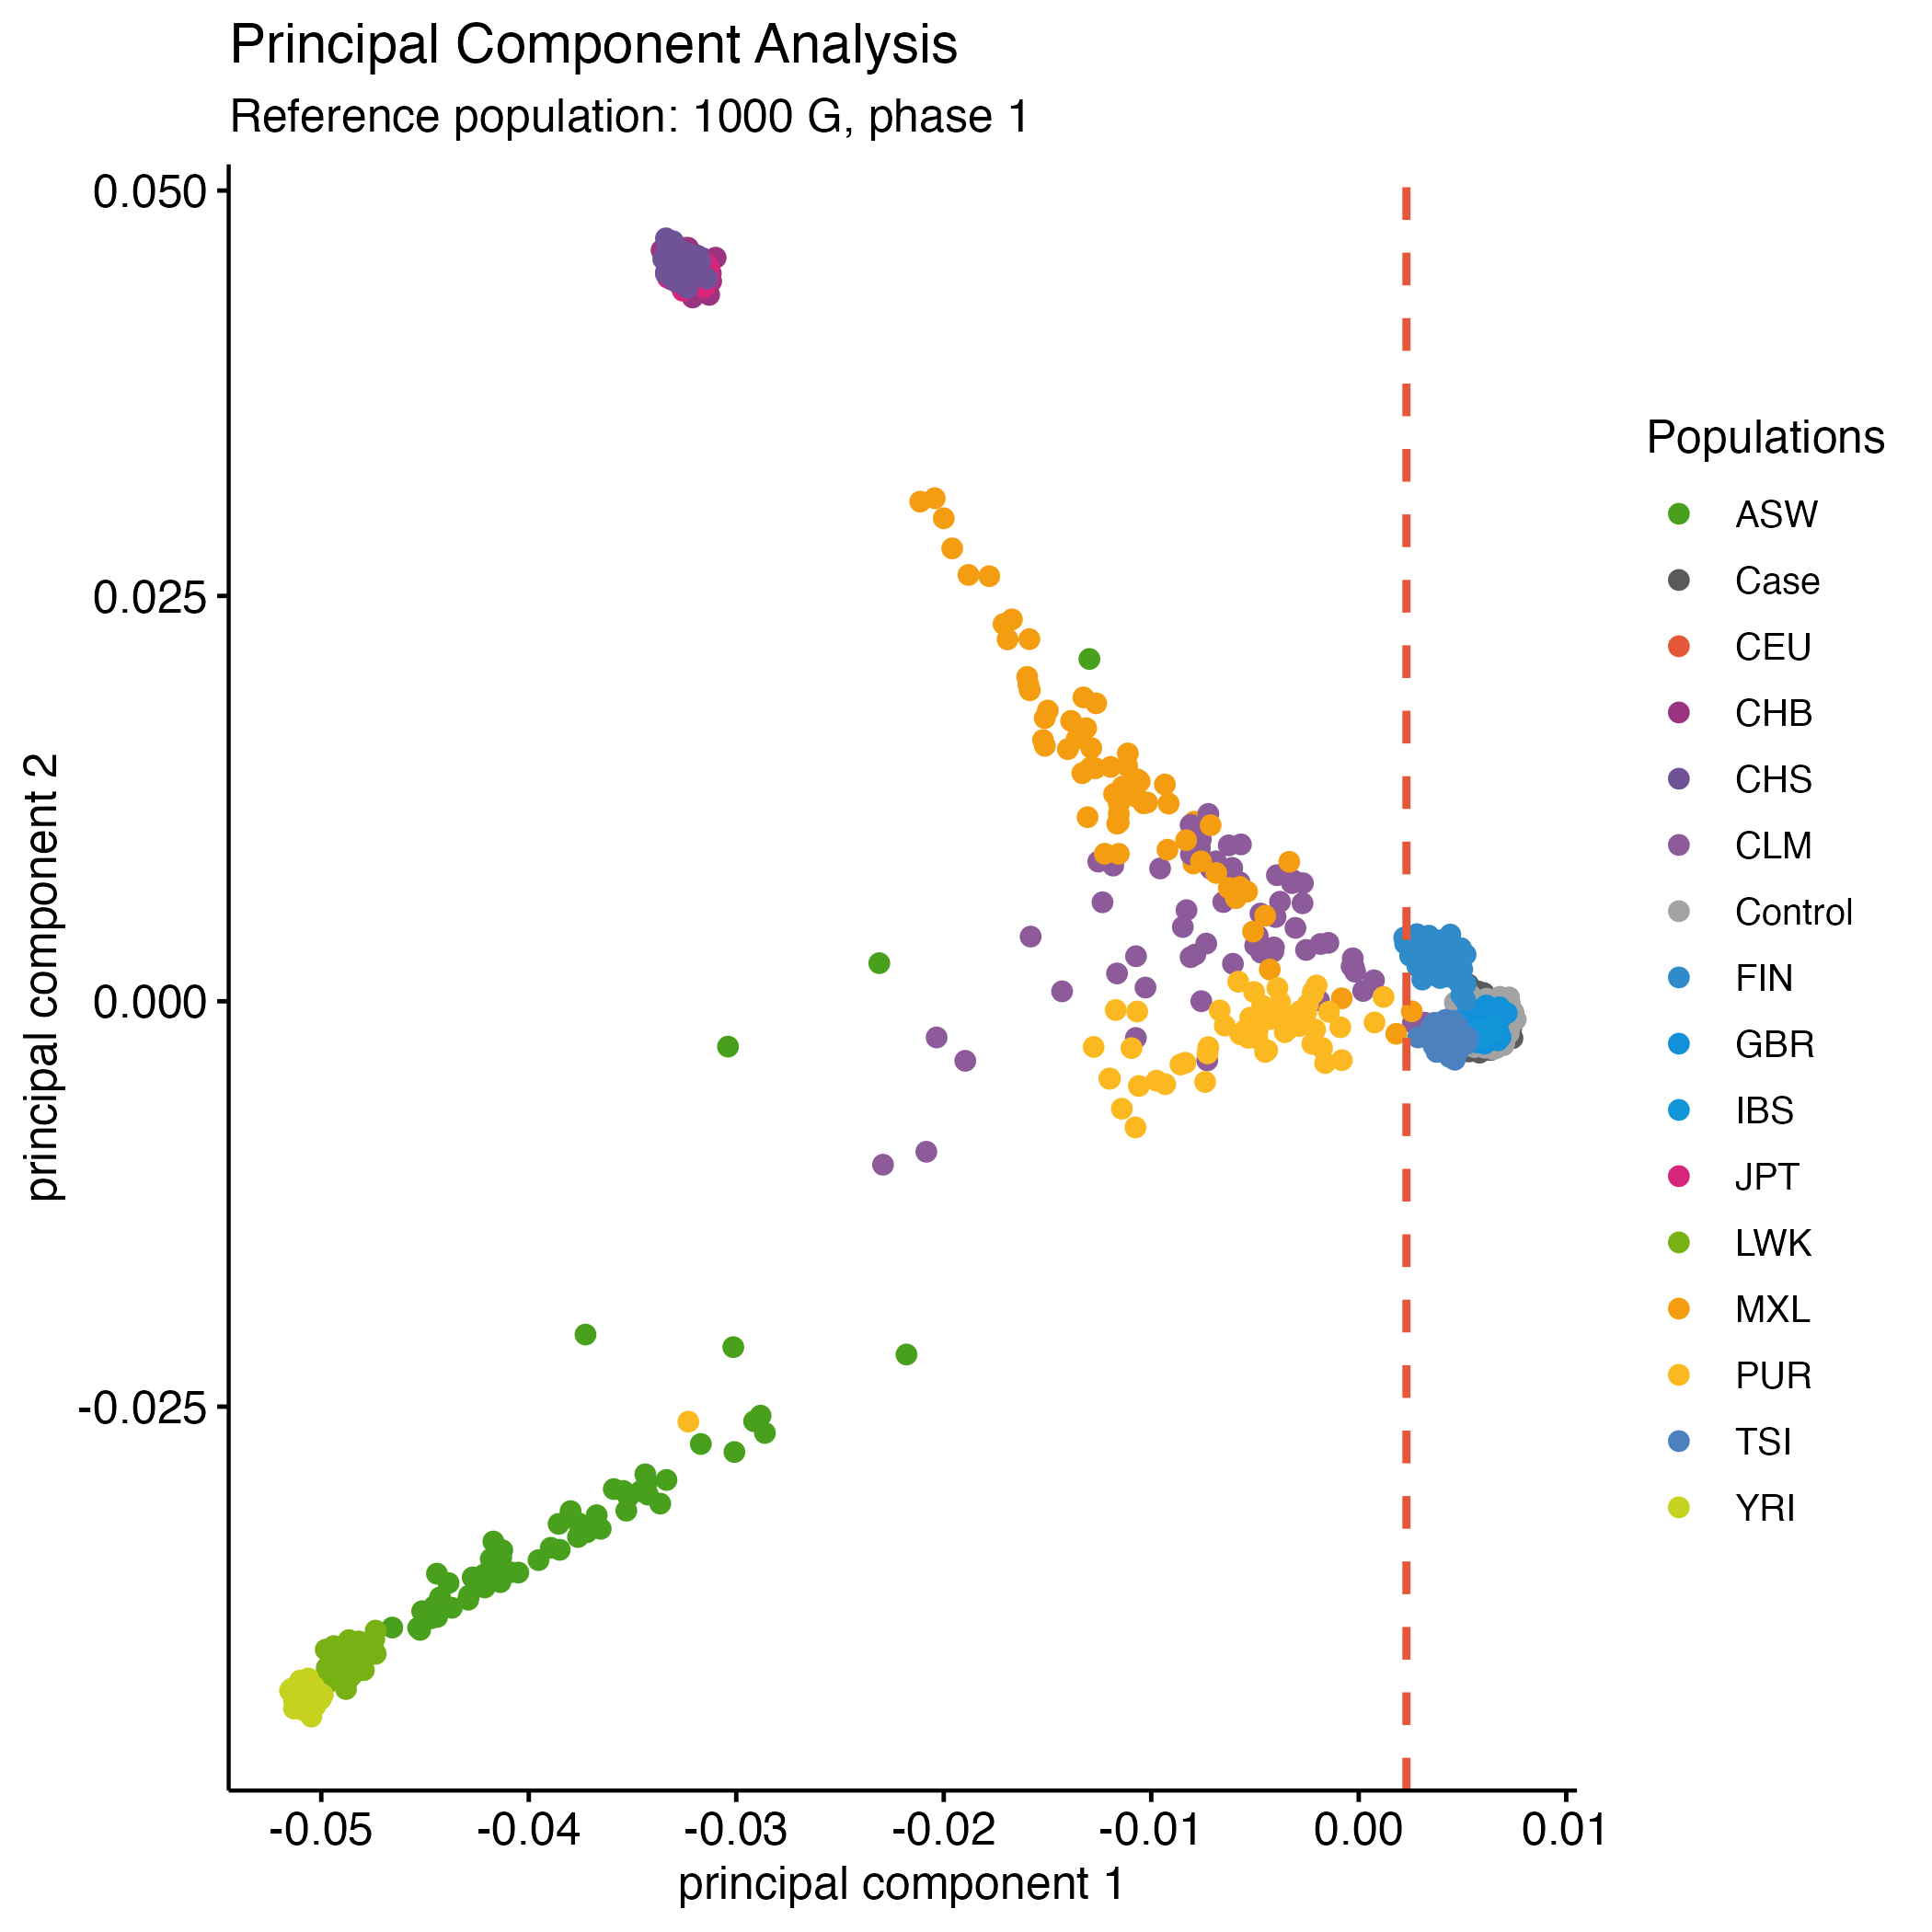 Principal Component Analysis
Reference population: 1000 G, phase 1
0.050
0.025
0.000
-0.025
principal component 2
-0.05
-0.04
-0.03
-0.02
-0.01
0.00
0.01
principal component 1
Populations
ASW
Case
CEU
CHB
CHS
CLM
Control
FIN
GBR
IBS
JPT
LWK
MXL
PUR
TSI
YRI